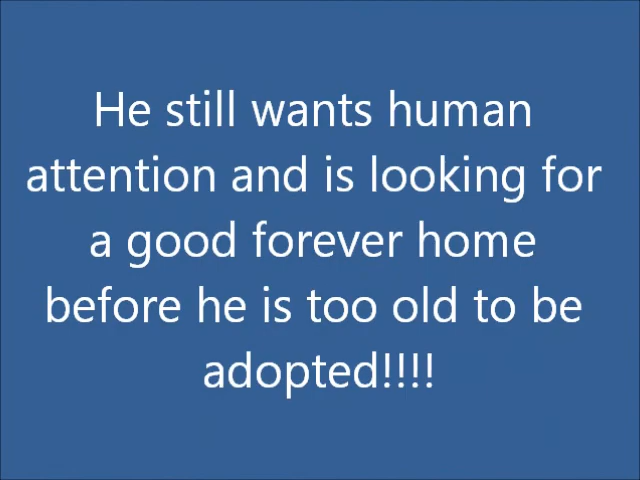 He still wants human
attention and is looking for
a good forever home
before he is too old to be
adopted!!!!